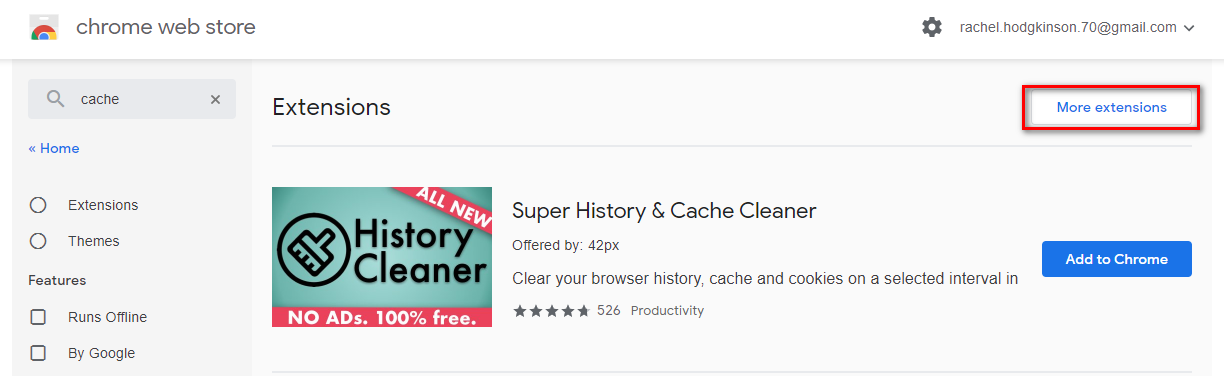 chrome web store
rachel.hodgkinson.70@gmail.com
cache
Extensions
More extensions
« Home
Extensions
Themes
Features
Runs Offline
By Google
ALL NEW
History
Cleaner
NO ADs. 100% free.
Super History & Cache Cleaner
Offered by: 42px
Clear your browser history, cache and cookies on a selected interval in
526 Productivity
Add to Chrome